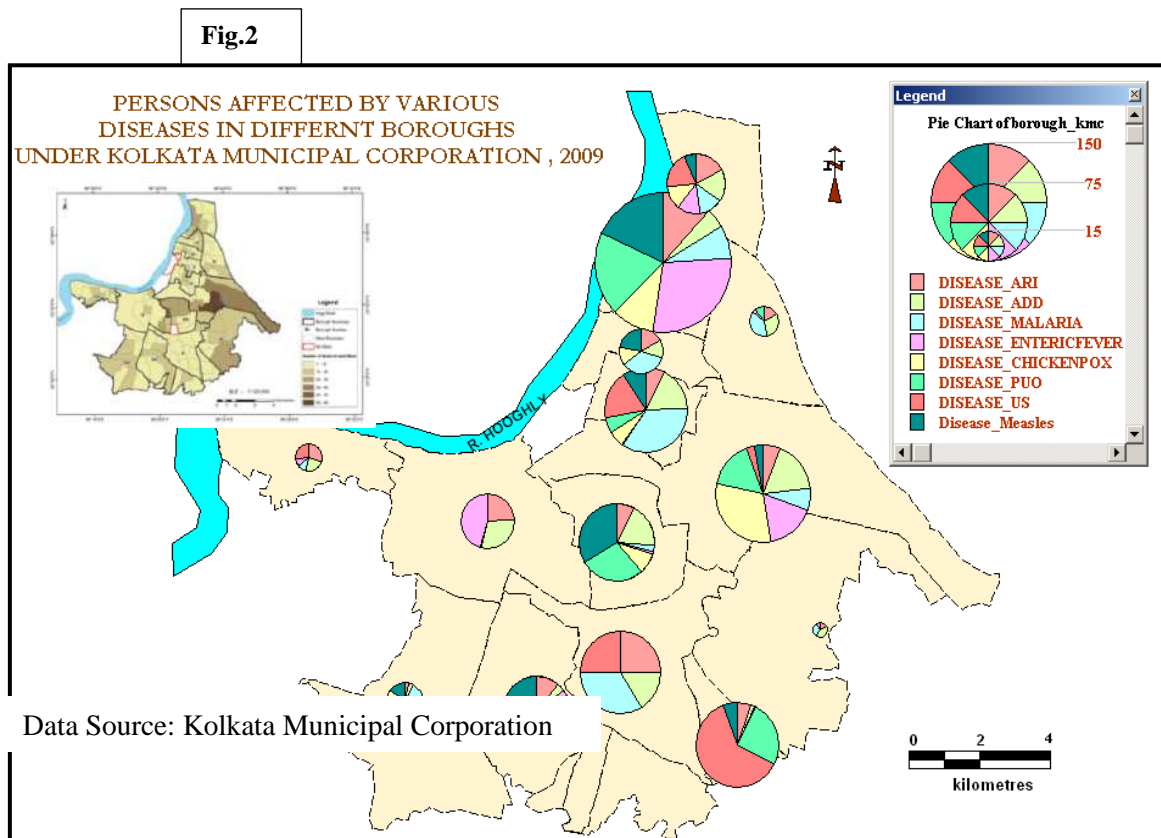 Fig.2
PERSONS AFFECTED BY VARIOUS
DISEASES IN DIFFERNT BOROUGHS
UNDER KOLKATA MUNICIPAL CORPORATION , 2009
Legend
Pie Chart of borough_kmc
150
75
15
DISEASE_ARI
DISEASE_ADD
DISEASE_MALARIA
DISEASE_ENTERICFEVER
DISEASE_CHICKENPOX
DISEASE_PUO
DISEASE_US
Disease_Measles
N
Legend
R. HOOGHLY
Data Source: Kolkata Municipal Corporation
0 2 4
kilometres